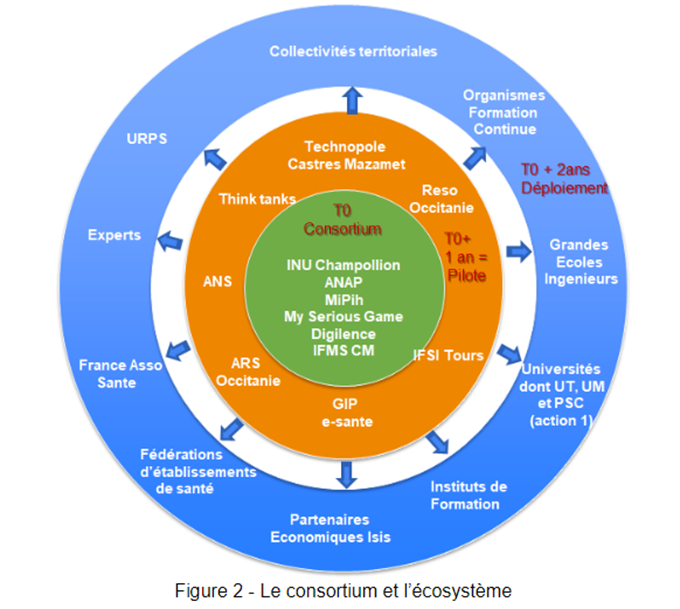 Collectivités territoriales
Organismes
Formation
Continue
URPS
T0 + 2ans
Déploiement
Technopole
Castres Mazamet
Think tanks
Reso
Occitanie
T0
Consortium
T0+
1 an =
Pilote
Experts
Grandes
Ecoles
Ingenieurs
ANS
INU Champollion
ANAP
MiPih
My Serious Game
Digilence
IFMS CM
France Asso
Sante
ARS
Occitanie
IFSI Tours
Universités
dont UT, UM
et PSC
(action 1)
GIP
e-sante
Fédérations
d'établissements
de santé
Instituts de
Formation
Partenaires
Economiques Isis
Figure 2 - Le consortium et l'écosystème